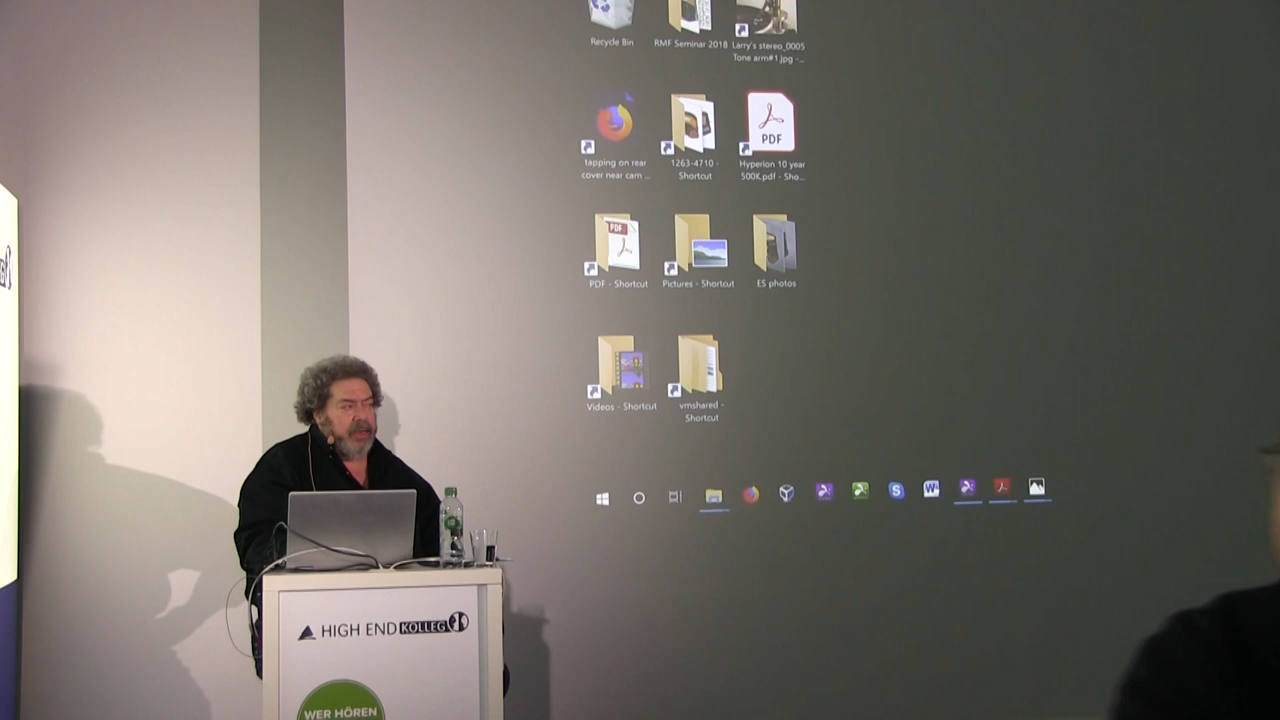 Recycle Bin
RMF Seminar 2018
Larry's stereo_0005
Tone arm#1.jpg -...
tapping on rear
cover near cam ...
1263-4710 -
Shortcut
PDF
Hyperion 10 year
500K.pdf - Sho...
PDF
PDF - Shortcut
Pictures - Shortcut
ES photos
Videos - Shortcut
vmshared -
Shortcut
HIGH END KOLLEG
WER HÖREN